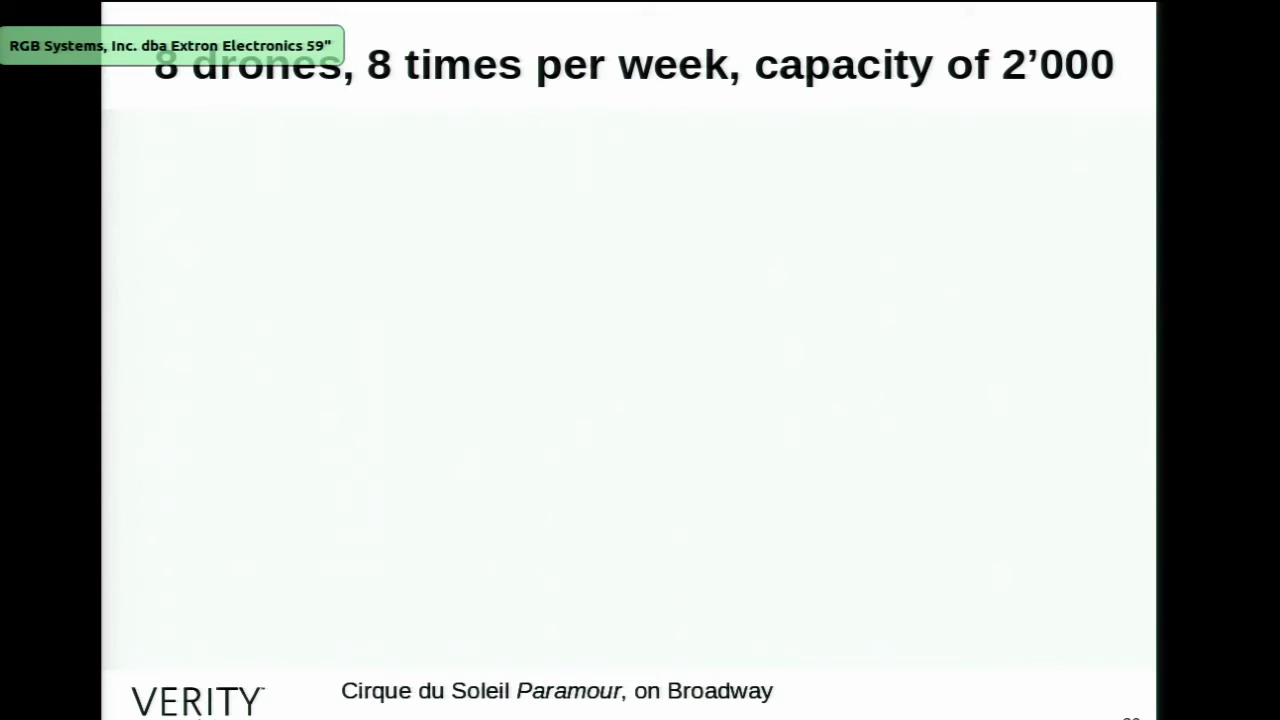 RGB Systems, Inc. dba Extron Electronics 59"
8 drones, 8 times per week, capacity of 2’000
Cirque du Soleil Paramour, on Broadway
VERITY